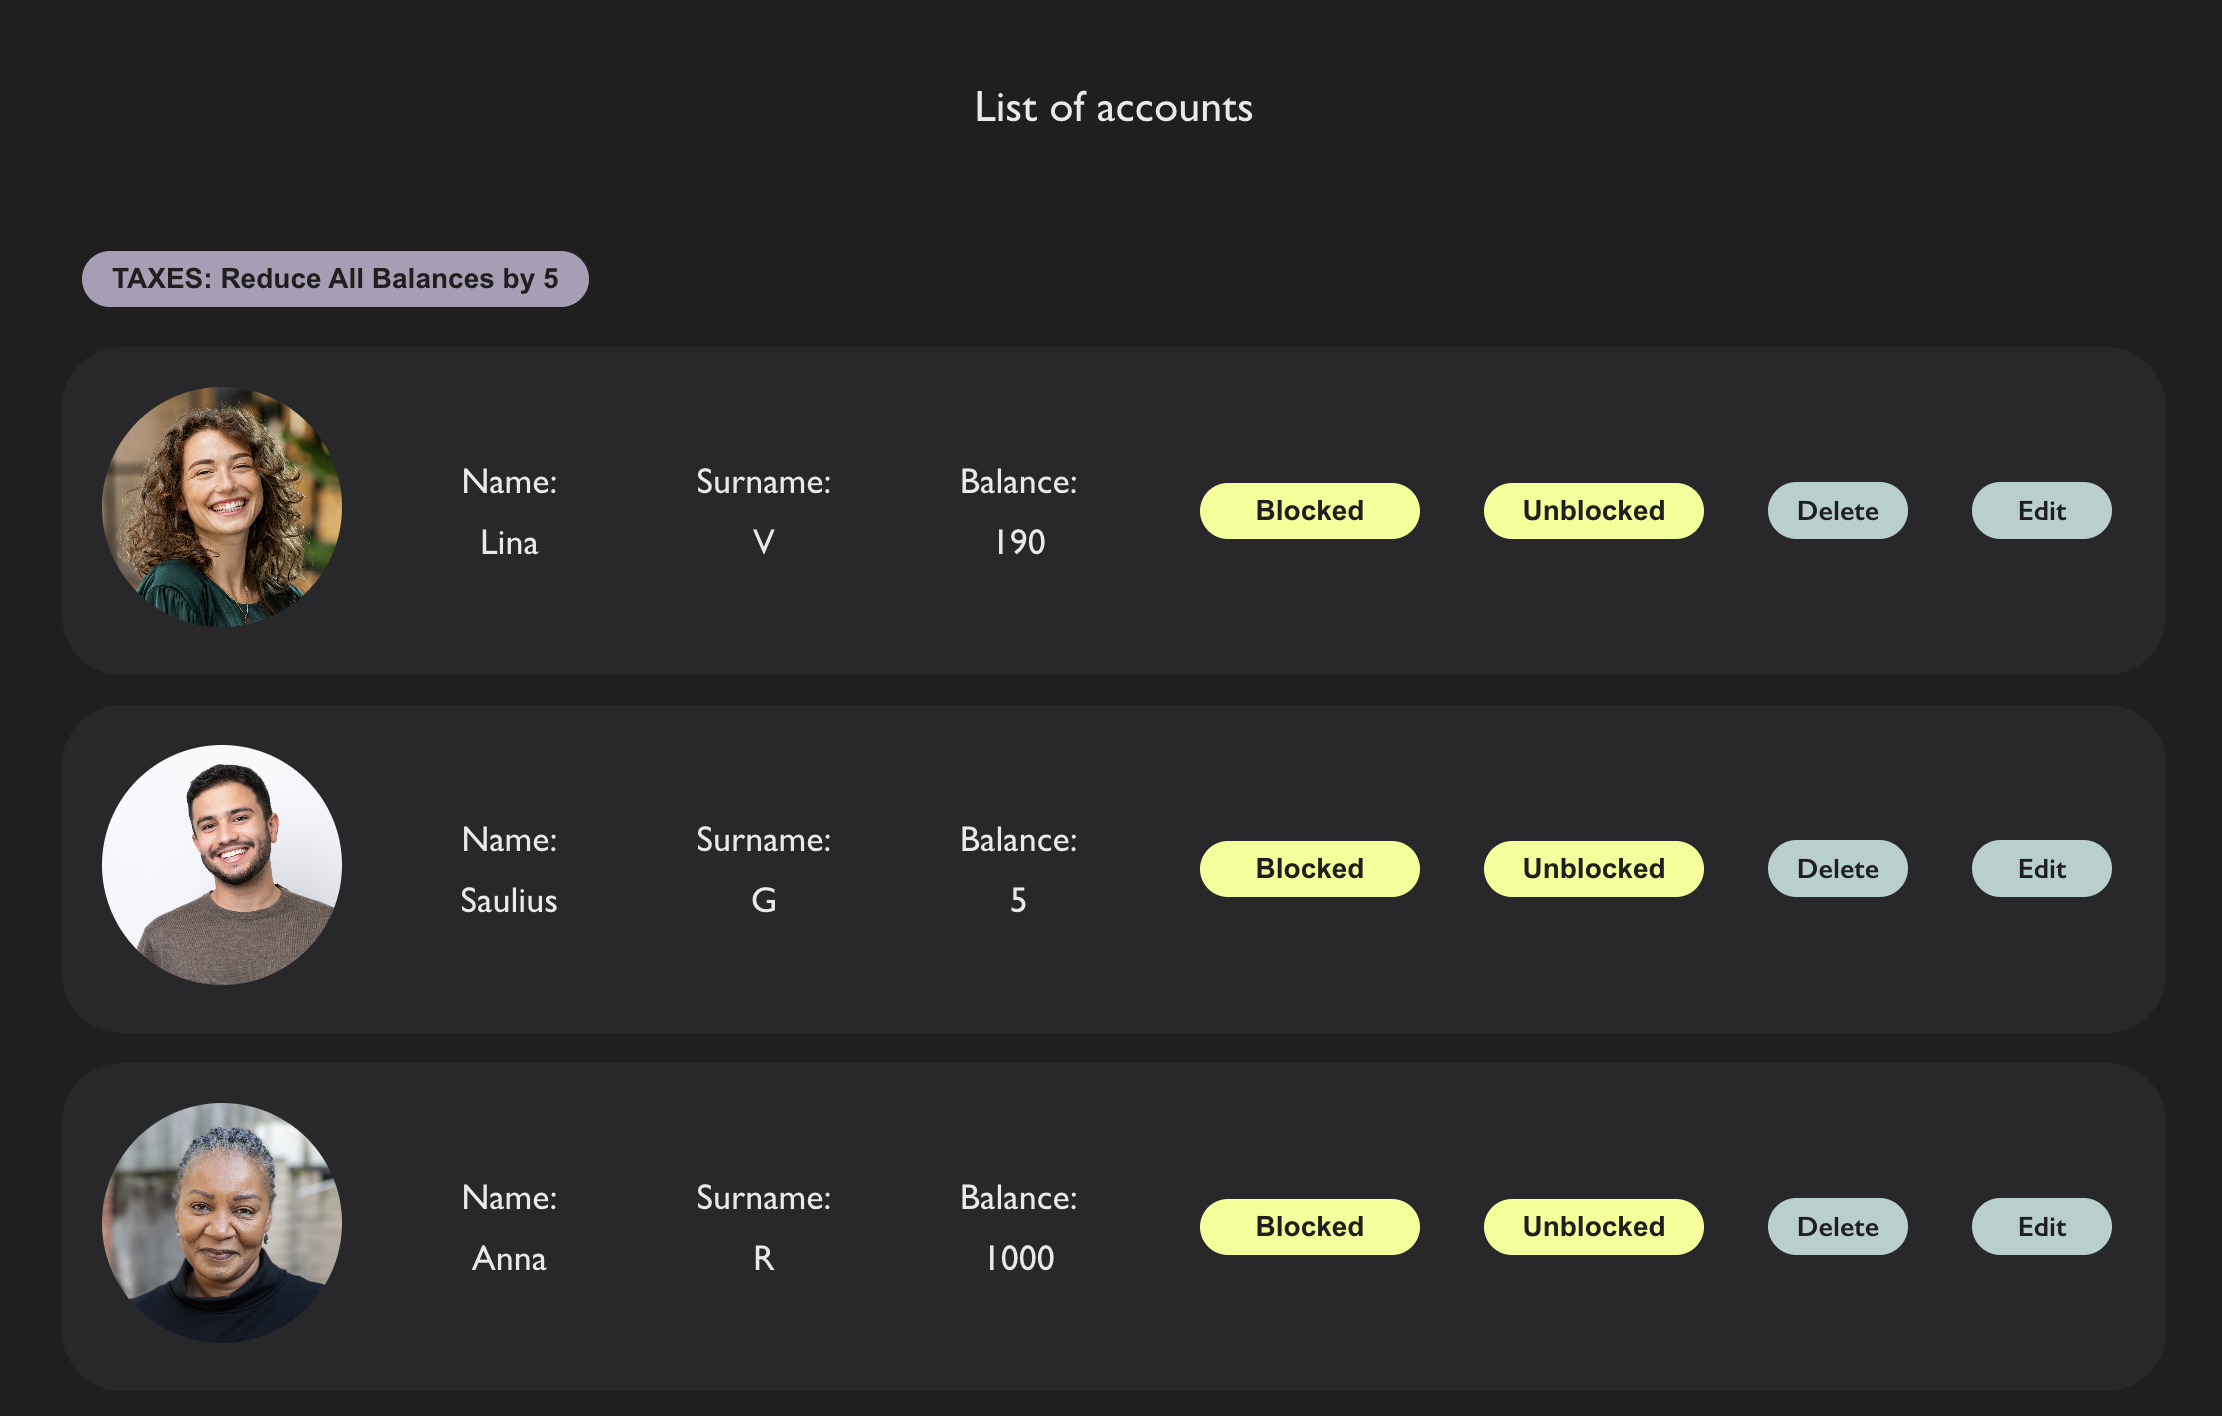 List of accounts
TAXES: Reduce All Balances by 5
Name: Surname: Balance:
Lina V 190
Blocked Unblocked Delete Edit
Name: Surname: Balance:
Saulius G 5
Blocked Unblocked Delete Edit
Name: Surname: Balance:
Anna R 1000
Blocked Unblocked Delete Edit